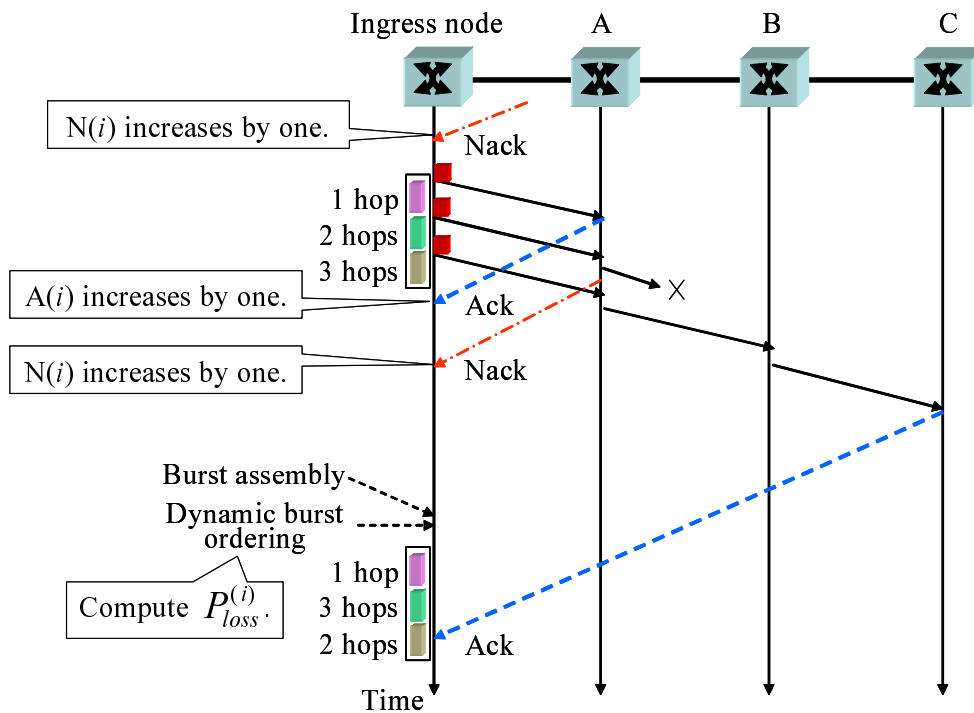 Ingress node
A
B
C
N(i) increases by one.
Nack
1 hop
2 hops
3 hops
A(i) increases by one.
Ack
N(i) increases by one.
Nack
Burst assembly
Dynamic burst
ordering
1 hop
Compute P_{loss}^{(i)}.
3 hops
2 hops
Ack
Time